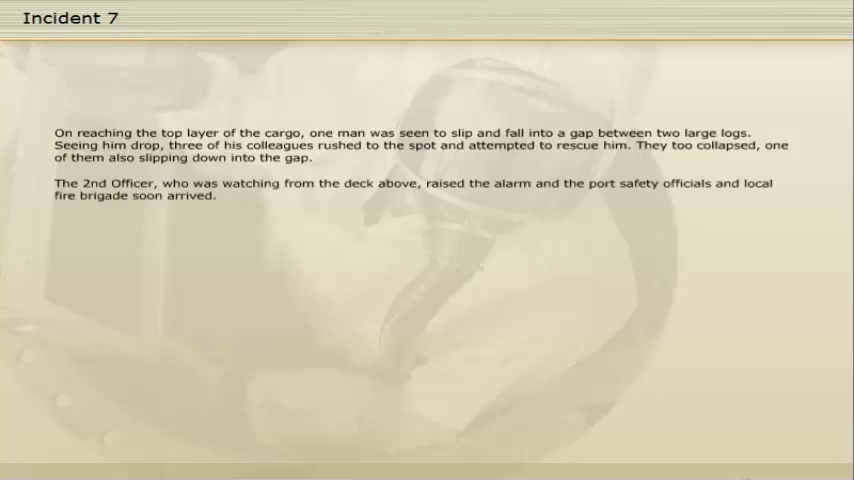 Incident 7
On reaching the top layer of the cargo, one man was seen to slip and fall into a gap between two large logs.
Seeing him drop, three of his colleagues rushed to the spot and attempted to rescue him. They too collapsed, one
of them also slipping down into the gap.
The 2nd Officer, who was watching from the deck above, raised the alarm and the port safety officials and local
fire brigade soon arrived.